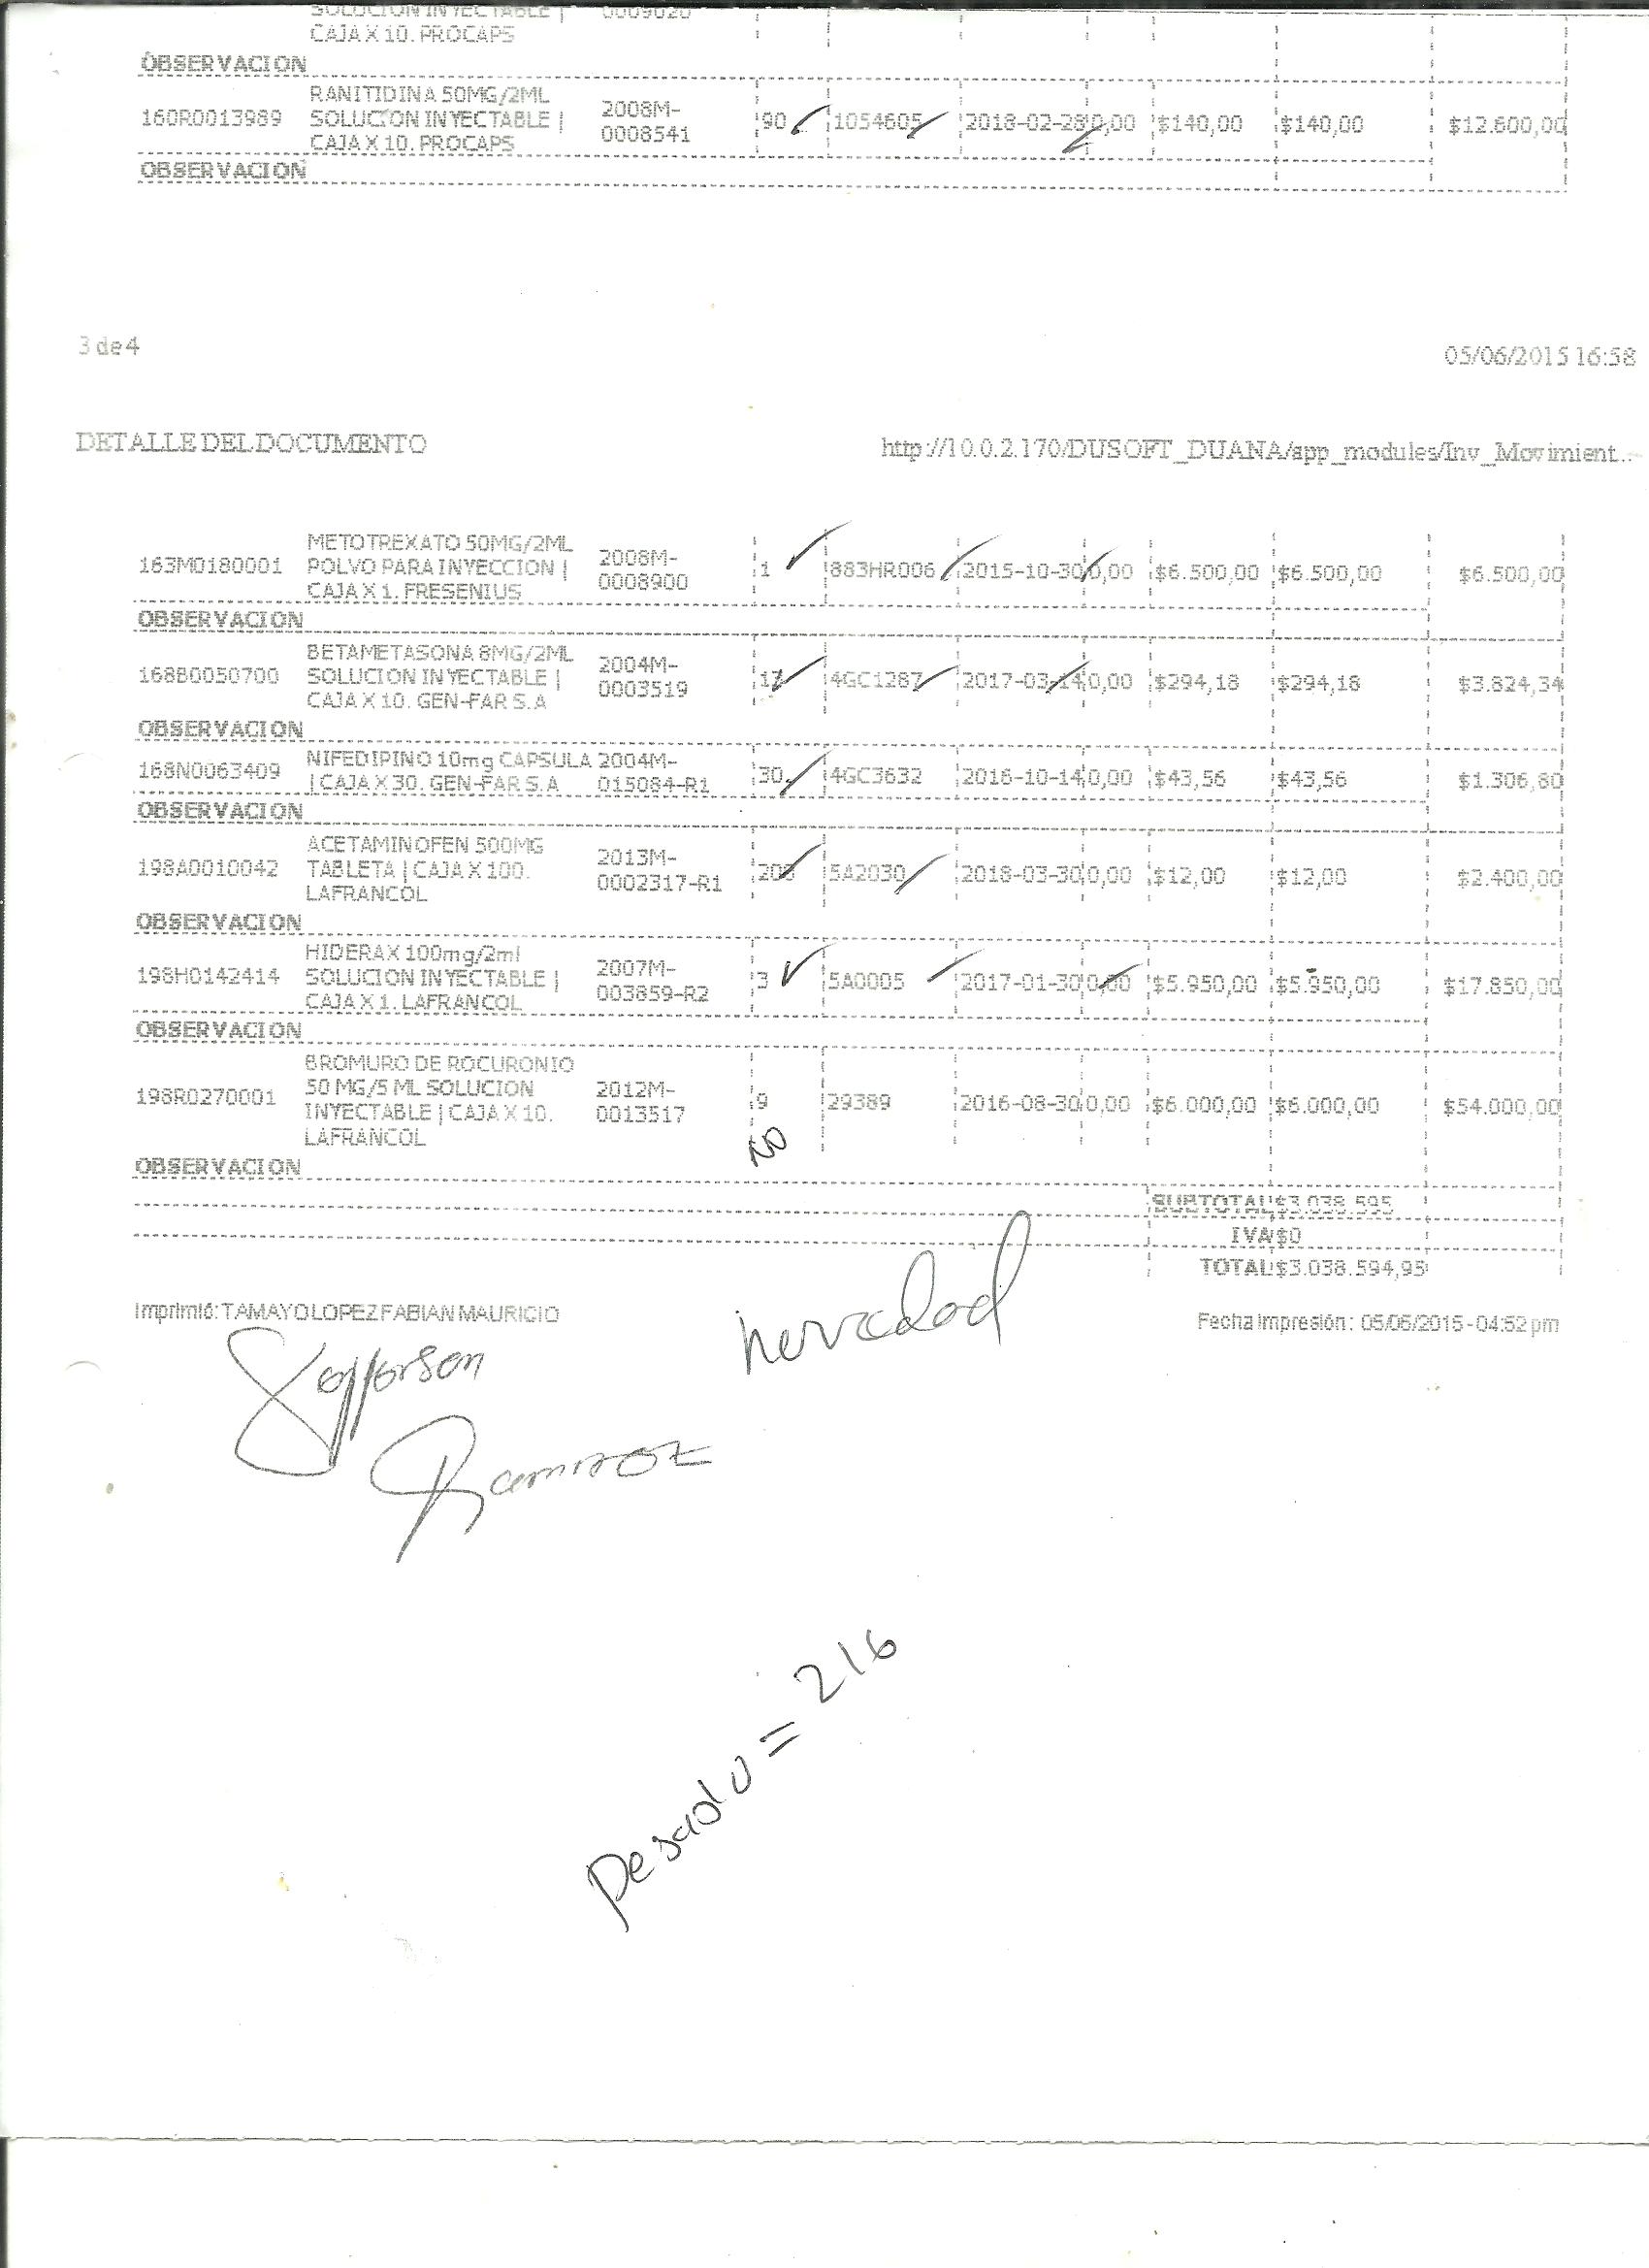 SOLUCION INYECTABLE | 0009020
CAJA X 10. PROCAPS
OBSERVACION
160R0013989 RANITIDINA 50MG/2ML SOLUCION INYECTABLE | CAJA X 10. PROCAPS 2008M-0008541 90 1054605 2018-02-28 0,00 $140,00 $140,00 $12.600,00
OBSERVACION
3 de 4 05/06/2015 16:58
DETALLE DEL DOCUMENTO http://10.0.2.170/DUSOFT_DUANA/app_modules/Inv_Movimient...
163M0180001 METOTREXATO 50MG/2ML POLVO PARA INYECCION | CAJA X 1. FRESENIUS 2008M-0008900 1 883HR006 2015-10-30 0,00 $6.500,00 $6.500,00 $6.500,00
OBSERVACION
168B0050700 BETAMETASONA 8MG/2ML SOLUCION INYECTABLE | CAJA X 10. GEN-FAR S.A 2004M-0003519 4GC1287 2017-03-14 0,00 $294,18 $294,18 $3.824,34
OBSERVACION
168N0063409 NIFEDIPINO 10mg CAPSULA | CAJA X 30. GEN-FAR S.A 2004M-015084-R1 30 4GC3632 2016-10-14 0,00 $43,56 $43,56 $1.306,80
OBSERVACION
198A0010042 ACETAMINOFEN 500MG TABLETA | CAJA X 100. LAFRANCOL 2013M-0002317-R1 200 5A2030 2018-03-30 0,00 $12,00 $12,00 $2.400,00
OBSERVACION
198H0142414 HIDERAX 100mg/2ml SOLUCION INYECTABLE | CAJA X 1. LAFRANCOL 2007M-003859-R2 3 5A0005 2017-01-30 0,00 $5.950,00 $5.950,00 $17.850,00
OBSERVACION
198R0270001 BROMURO DE ROCURONIO 50 MG/5 ML SOLUCION INYECTABLE | CAJA X 10. LAFRANCOL 2012M-0013517 9 29389 2016-08-30 0,00 $6.000,00 $6.000,00 $54.000,00
NO
OBSERVACION
SUBTOTAL $3.038.595
IVA $0
TOTAL $3.038.594,95
Imprimió: TAMAYO LOPEZ FABIAN MAURICIO Fecha Impresión: 05/06/2015 - 04:52 pm
Jefferson
Ramirez
Pesado = 216